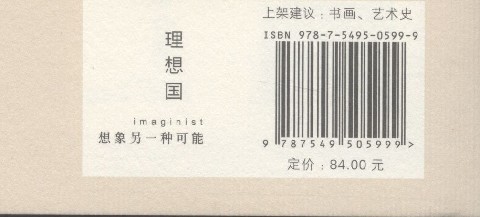 理
想
国
imaginist
想象另一种可能
上架建议：书画、艺术史
ISBN 978-7-5495-0599-9
9 787549 505999 >
定价：84.00 元